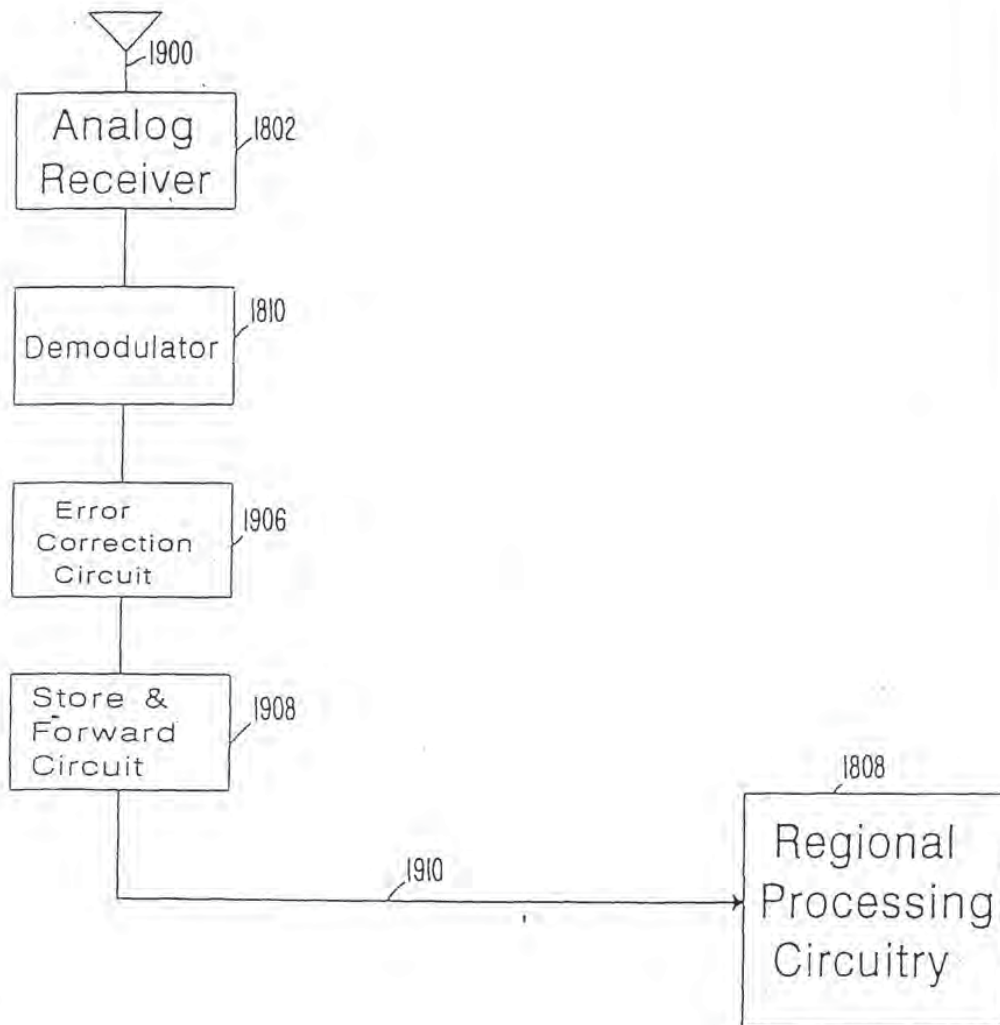 1900
Analog
Receiver
1802
Demodulator
1810
Error
Correction
Circuit
1906
Store &
Forward
Circuit
1908
1910
1808
Regional
Processing
Circuitry